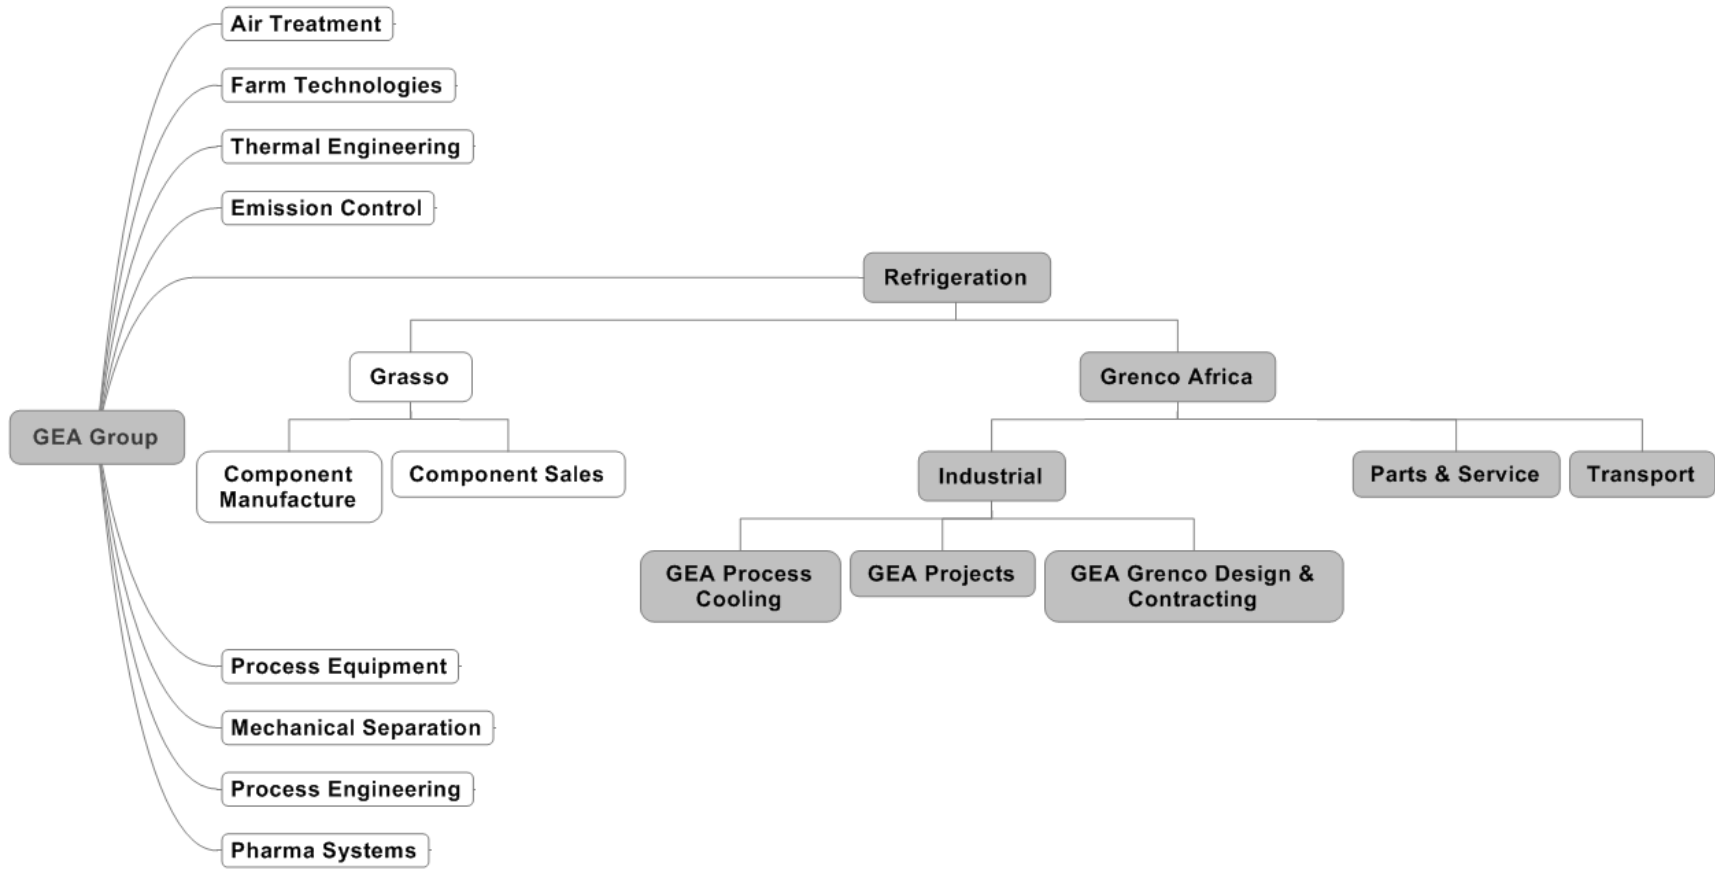 Air Treatment
Farm Technologies
Thermal Engineering
Emission Control
Refrigeration
Grasso
Grenco Africa
GEA Group
Component
Manufacture
Component Sales
Industrial
Parts & Service
Transport
GEA Process
Cooling
GEA Projects
GEA Grenco Design &
Contracting
Process Equipment
Mechanical Separation
Process Engineering
Pharma Systems